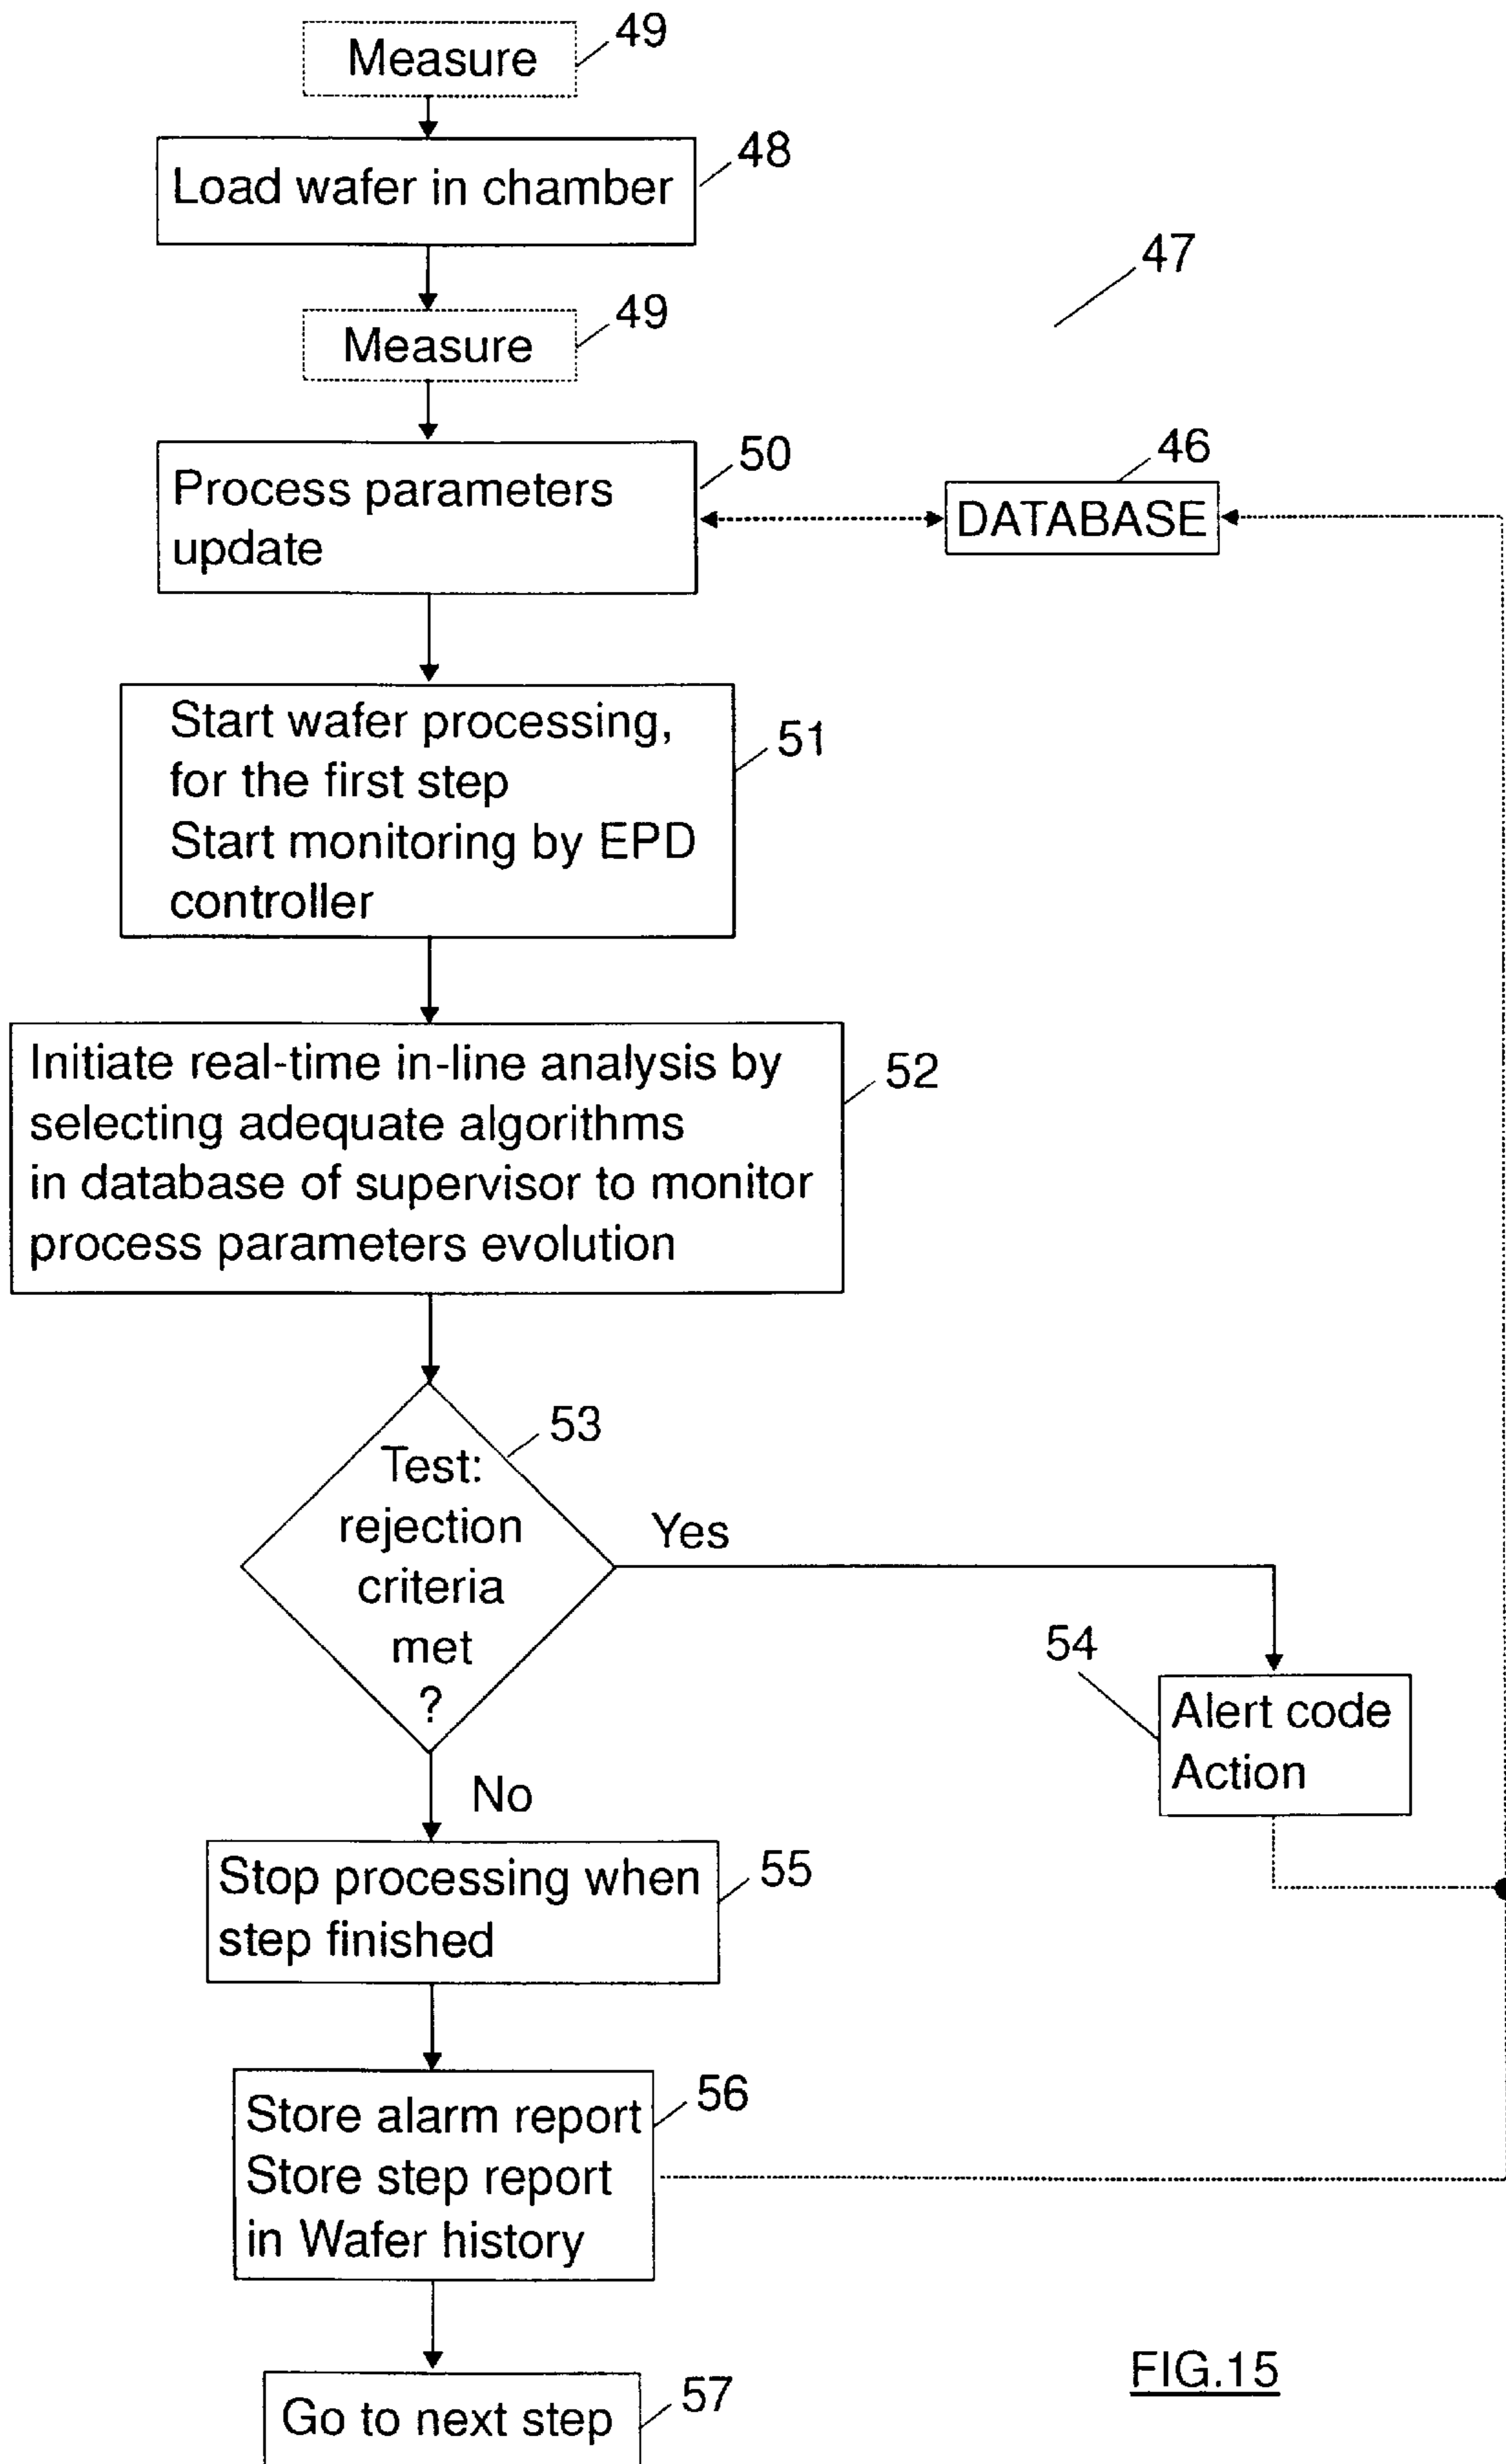 Measure
49
Load wafer in chamber
48
47
Measure
49
Process parameters
update
50
46
DATABASE
Start wafer processing,
for the first step
Start monitoring by EPD
controller
51
Initiate real-time in-line analysis by
selecting adequate algorithms
in database of supervisor to monitor
process parameters evolution
52
Test:
rejection
criteria
met
?
53
Yes
54
Alert code
Action
No
Stop processing when
step finished
55
Store alarm report
Store step report
in Wafer history
56
Go to next step
57
FIG.15